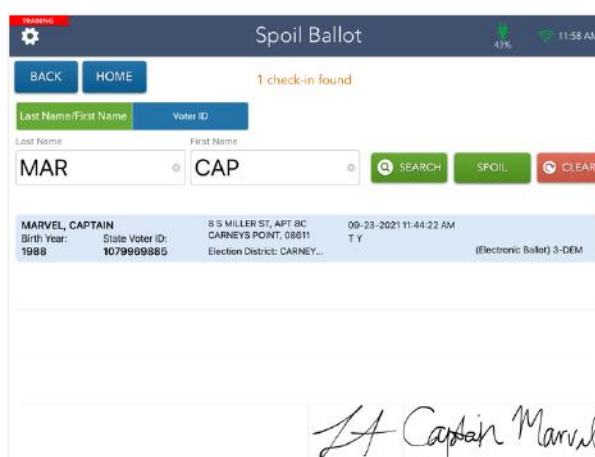 TRAINING
Spoil Ballot
43%
11:58 AM
BACK
HOME
1 check-in found
Last Name/First Name
Voter ID
Last Name
First Name
MAR
CAP
SEARCH
SPOIL
CLEAR
MARVEL, CAPTAIN
8 S MILLER ST, APT 8C
09-23-2021 11:44:22 AM
Birth Year:
State Voter ID:
CARNEYS POINT, 08611
T Y
1988
1079969885
Election District: CARNEY...
(Electronic Ballot) 3-DEM
Captain Marvel